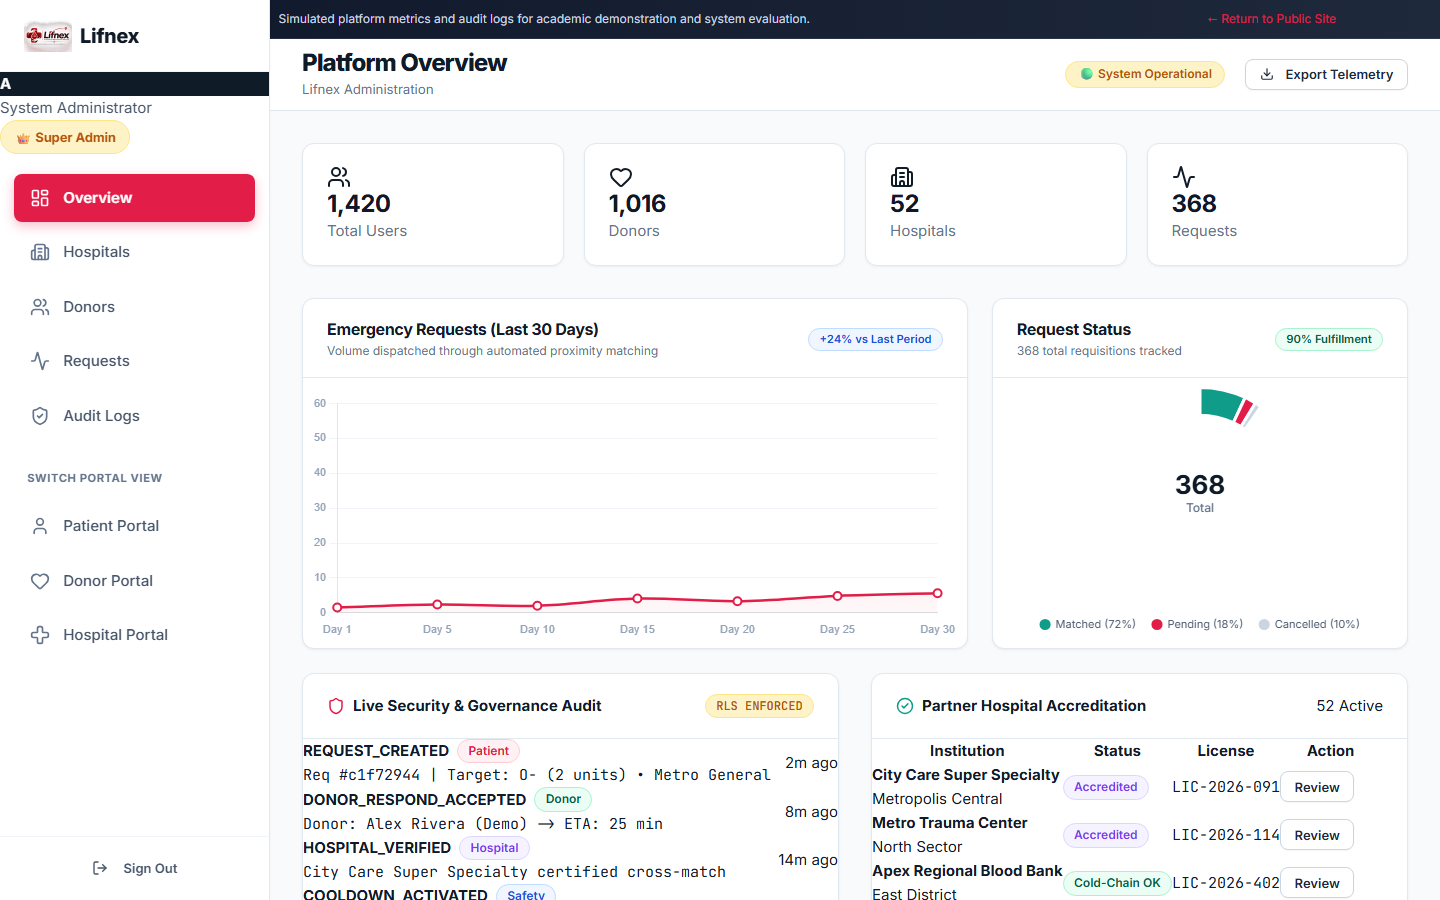 Lifnex
Lifnex
A
System Administrator
Super Admin
Overview
Hospitals
Donors
Requests
Audit Logs
SWITCH PORTAL VIEW
Patient Portal
Donor Portal
Hospital Portal
Sign Out
Simulated platform metrics and audit logs for academic demonstration and system evaluation.
← Return to Public Site
Platform Overview
Lifnex Administration
System Operational
Export Telemetry
1,420
Total Users
1,016
Donors
52
Hospitals
368
Requests
Emergency Requests (Last 30 Days)
Volume dispatched through automated proximity matching
+24% vs Last Period
60
50
40
30
20
10
0
Day 1 Day 5 Day 10 Day 15 Day 20 Day 25 Day 30
Request Status
368 total requisitions tracked
90% Fulfillment
368
Total
Matched (72%) Pending (18%) Cancelled (10%)
Live Security & Governance Audit
RLS ENFORCED
REQUEST_CREATED Patient
Req #c1f72944 | Target: O- (2 units) • Metro General
2m ago
DONOR_RESPOND_ACCEPTED Donor
Donor: Alex Rivera (Demo) → ETA: 25 min
8m ago
HOSPITAL_VERIFIED Hospital
City Care Super Specialty certified cross-match
14m ago
COOLDOWN_ACTIVATED Safety
Partner Hospital Accreditation
52 Active
Institution Status License Action
City Care Super Specialty
Metropolis Central
Accredited LIC-2026-091 Review
Metro Trauma Center
North Sector
Accredited LIC-2026-114 Review
Apex Regional Blood Bank
East District
Cold-Chain OK LIC-2026-402 Review